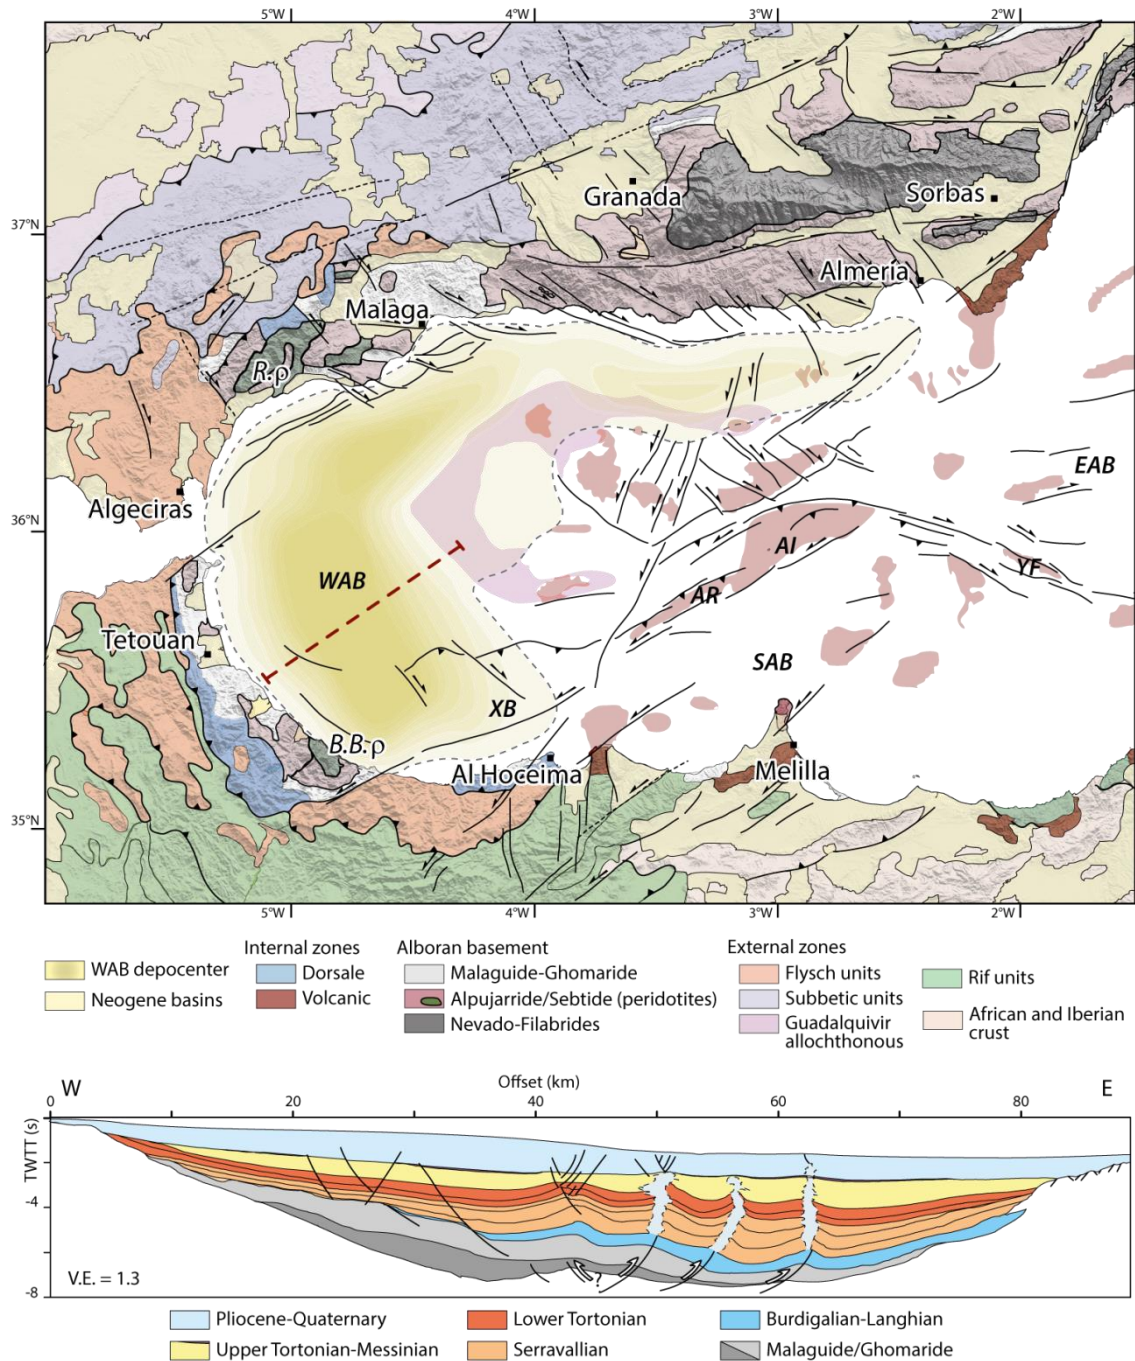 5°W 4°W 3°W 2°W
Granada
Sorbas
37°N
Almería
Malaga
R.ρ
EAB
Algeciras
36°N
AI
WAB
YF
AR
Tetouan
SAB
XB
B.B.ρ
Al Hoceima
Melilla
35°N
5°W 4°W 3°W 2°W
Internal zones Alboran basement External zones
WAB depocenter Dorsale Malaguide-Ghomaride Flysch units Rif units
Neogene basins Volcanic Alpujarride/Sebtide (peridotites) Subbetic units
Nevado-Filabrides Guadalquivir allochthonous African and Iberian crust
W Offset (km) E
0 20 40 60 80
TWTT (s)
-4
?
V.E. = 1.3
-8
Pliocene-Quaternary Lower Tortonian Burdigalian-Langhian
Upper Tortonian-Messinian Serravallian Malaguide/Ghomaride